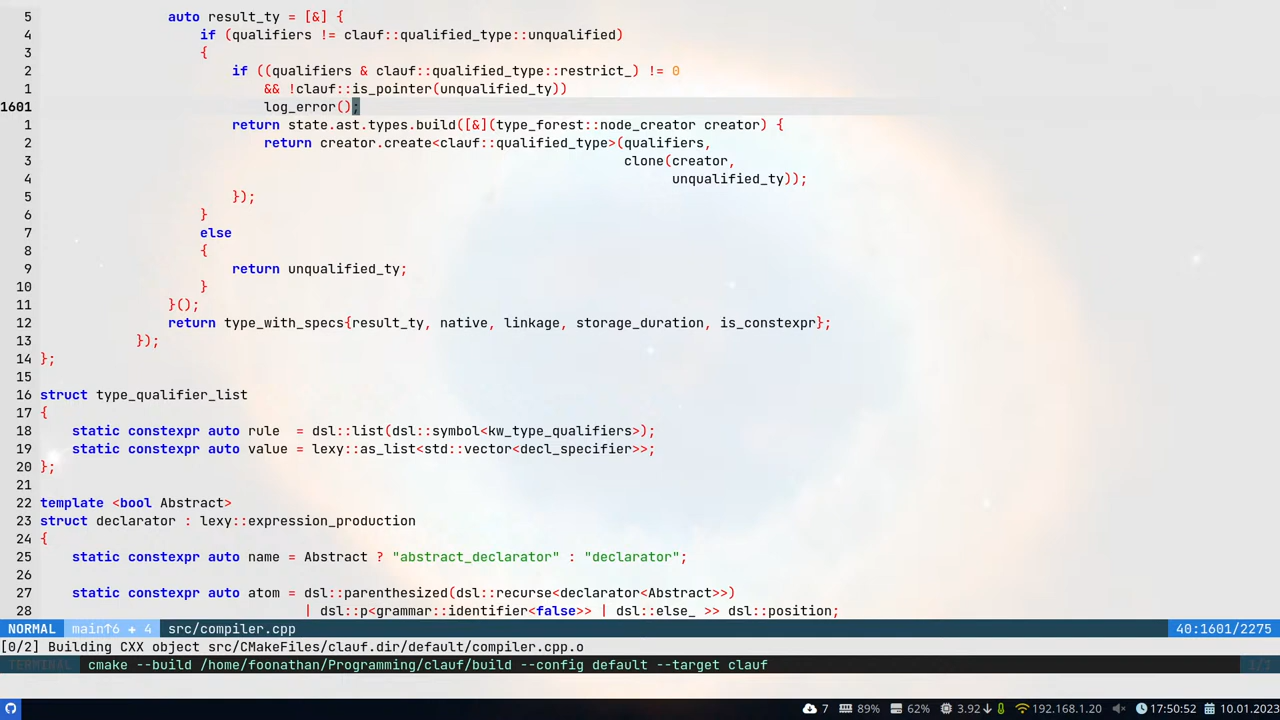 5                 auto result_ty = [&] {
4                     if (qualifiers != clauf::qualified_type::unqualified)
3                     {
2                         if ((qualifiers & clauf::qualified_type::restrict_) != 0
1                             && !clauf::is_pointer(unqualified_ty))
1601                             log_error();
1                         return state.ast.types.build([&](type_forest::node_creator creator) {
2                             return creator.create<clauf::qualified_type>(qualifiers,
3                                                                          clone(creator,
4                                                                                unqualified_ty));
5                         });
6                     }
7                     else
8                     {
9                         return unqualified_ty;
10                     }
11                 }();
12                 return type_with_specs{result_ty, native, linkage, storage_duration, is_constexpr};
13             });
14 };
15
16 struct type_qualifier_list
17 {
18     static constexpr auto rule  = dsl::list(dsl::symbol<kw_type_qualifiers>);
19     static constexpr auto value = lexy::as_list<std::vector<decl_specifier>>;
20 };
21
22 template <bool Abstract>
23 struct declarator : lexy::expression_production
24 {
25     static constexpr auto name = Abstract ? "abstract_declarator" : "declarator";
26
27     static constexpr auto atom = dsl::parenthesized(dsl::recurse<declarator<Abstract>>)
28                                  | dsl::p<grammar::identifier<false>> | dsl::else_ >> dsl::position;
NORMAL main↑6 + 4 src/compiler.cpp 40:1601/2275
[0/2] Building CXX object src/CMakeFiles/clauf.dir/default/compiler.cpp.o
TERMINAL cmake --build /home/foonathan/Programming/clauf/build --config default --target clauf 1/1
7 89% 62% 3.92↓ 192.168.1.20 17:50:52 10.01.2023